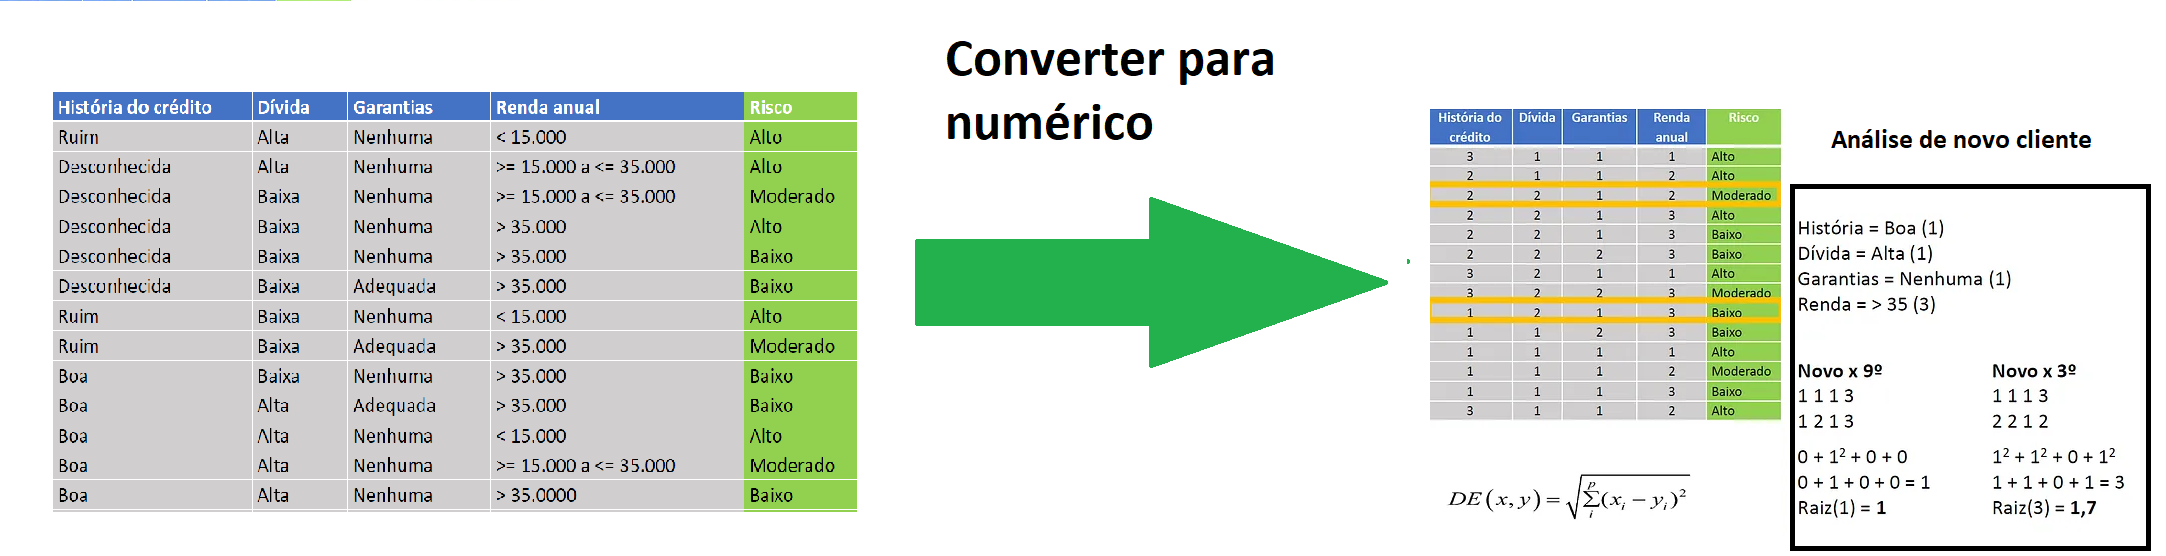 Converter para
numérico
História do crédito Dívida Garantias Renda anual Risco
Ruim Alta Nenhuma < 15.000 Alto
Desconhecida Alta Nenhuma >= 15.000 a <= 35.000 Alto
Desconhecida Baixa Nenhuma >= 15.000 a <= 35.000 Moderado
Desconhecida Baixa Nenhuma > 35.000 Alto
Desconhecida Baixa Nenhuma > 35.000 Baixo
Desconhecida Baixa Adequada > 35.000 Baixo
Ruim Baixa Nenhuma < 15.000 Alto
Ruim Baixa Adequada > 35.000 Moderado
Boa Baixa Nenhuma > 35.000 Baixo
Boa Alta Adequada > 35.000 Baixo
Boa Alta Nenhuma < 15.000 Alto
Boa Alta Nenhuma >= 15.000 a <= 35.000 Moderado
Boa Alta Nenhuma > 35.0000 Baixo
História do Dívida Garantias Renda Risco
crédito anual
3 1 1 1 Alto
2 1 1 2 Alto
2 2 1 2 Moderado
2 2 1 3 Alto
2 2 1 3 Baixo
2 2 2 3 Baixo
3 2 1 1 Alto
3 2 2 3 Moderado
1 2 1 3 Baixo
1 1 2 3 Baixo
1 1 1 1 Alto
1 1 1 2 Moderado
1 1 1 3 Baixo
3 1 1 2 Alto
DE(x, y) = √∑(xᵢ − yᵢ)²
p
i
Análise de novo cliente
História = Boa (1)
Dívida = Alta (1)
Garantias = Nenhuma (1)
Renda = > 35 (3)
Novo x 9º Novo x 3º
1 1 1 3 1 1 1 3
1 2 1 3 2 2 1 2
0 + 1² + 0 + 0 1² + 1² + 0 + 1²
0 + 1 + 0 + 0 = 1 1 + 1 + 0 + 1 = 3
Raiz(1) = 1 Raiz(3) = 1,7